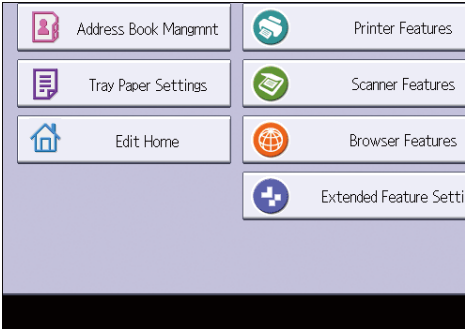 Address Book Mangmnt
Printer Features
Tray Paper Settings
Scanner Features
Edit Home
Browser Features
Extended Feature Setti